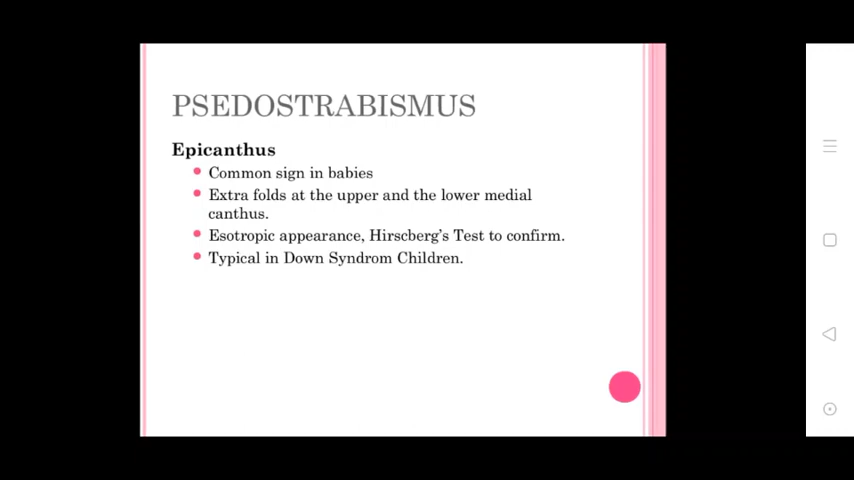 PSEDOSTRABISMUS
Epicanthus
Common sign in babies
Extra folds at the upper and the lower medial
canthus.
Esotropic appearance, Hirscberg's Test to confirm.
Typical in Down Syndrom Children.